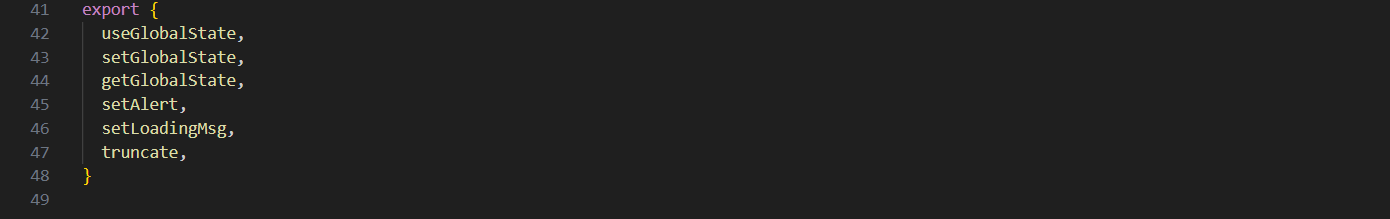 41 export {
42 useGlobalState,
43 setGlobalState,
44 getGlobalState,
45 setAlert,
46 setLoadingMsg,
47 truncate,
48 }
49